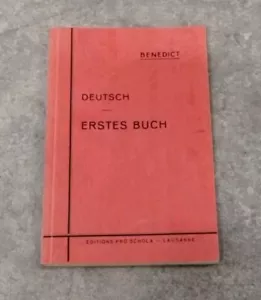 BENEDICT
DEUTSCH
ERSTES BUCH
EDITIONS PRO SCHOLA — LAUSANNE